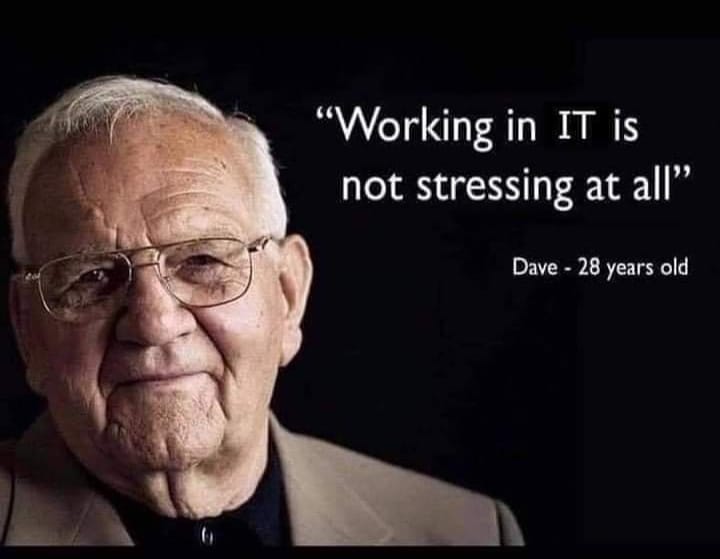 “Working in IT is
not stressing at all”
Dave - 28 years old